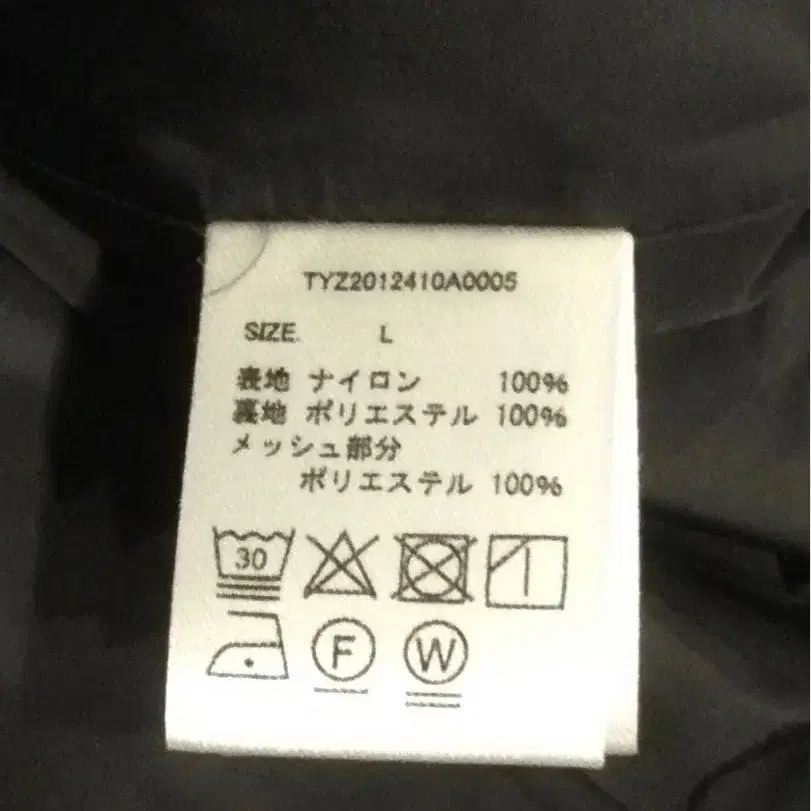 TYZ2012410A0005
SIZE. L
表地 ナイロン 100%
裏地 ポリエステル 100%
メッシュ部分
ポリエステル 100%
30
F W